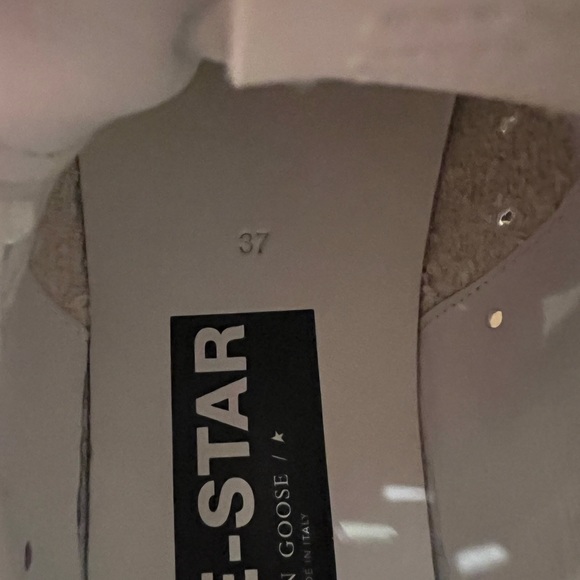 37
E-STAR
N GOOSE / ★
DE IN ITALY